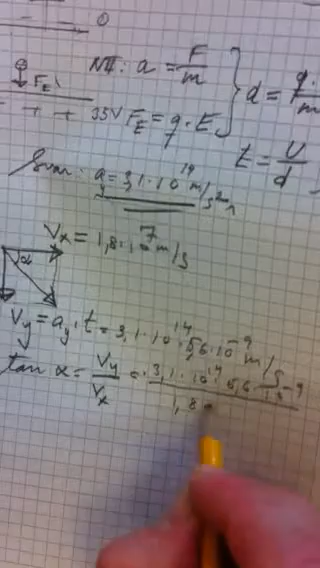 0
NII: a = F/m
F_E
a = q·/m
35V F_E = q·E
t = U/d
Svar: a_y = 3,1·10^14 m/s^2
V_x = 1,8·10^7 m/s
α
V_y = a_y·t = 3,1·10^14·5,6·10^-9 m/s
tan α = V_y/V_x = 3,1·10^14·5,6·10^-9/1,8